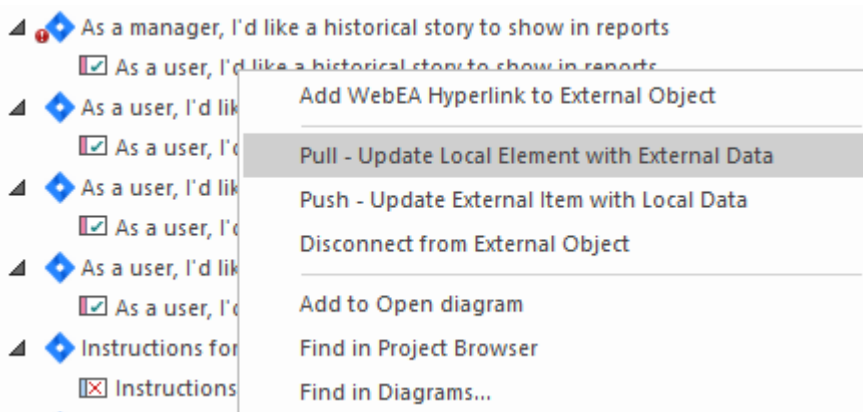 As a manager, I'd like a historical story to show in reports
As a user, I'd like a historical story to show in reports
Add WebEA Hyperlink to External Object
As a user, I'd lik
As a user, I'd
Pull - Update Local Element with External Data
As a user, I'd lik
Push - Update External Item with Local Data
As a user, I'd
Disconnect from External Object
As a user, I'd lik
As a user, I'd
Add to Open diagram
Instructions for
Find in Project Browser
Instructions
Find in Diagrams...